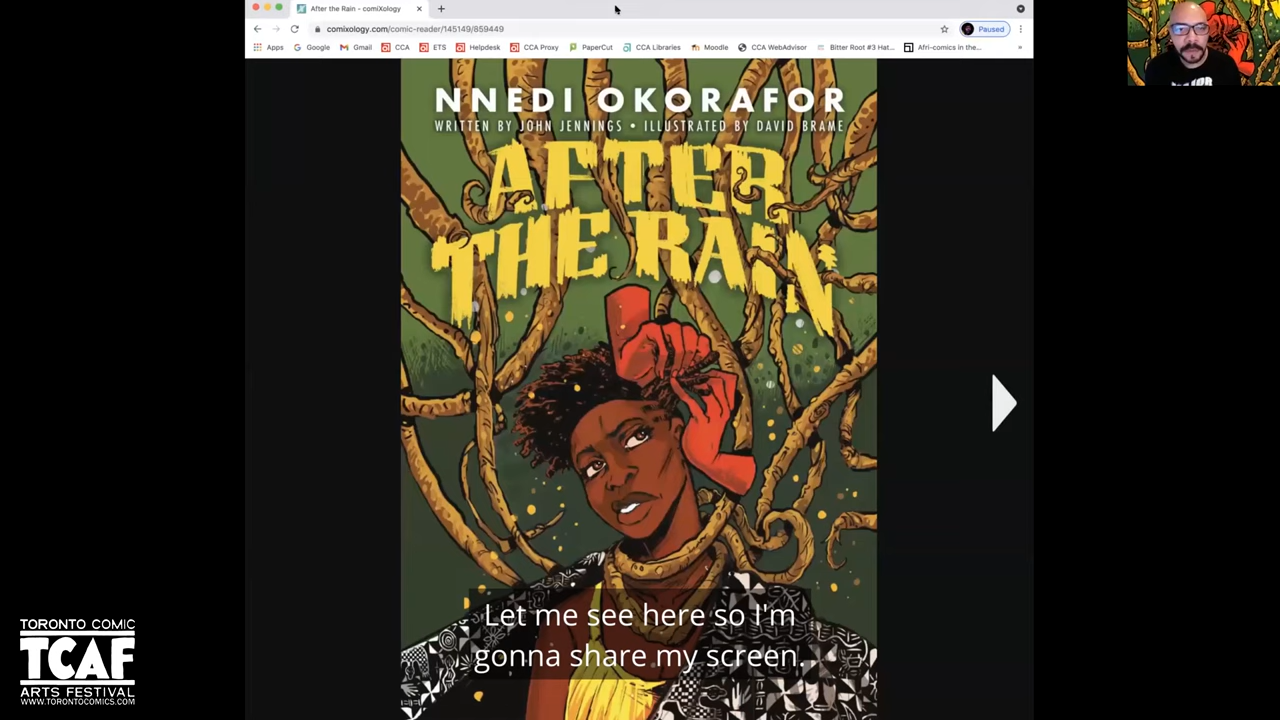 After the Rain - comiXology
comixology.com/comic-reader/145149/859449
Paused
Apps
Google
Gmail
CCA
ETS
Helpdesk
CCA Proxy
PaperCut
CCA Libraries
Moodle
CCA WebAdvisor
Bitter Root #3 Hat...
Afri-comics in the...
NNEDI OKORAFOR
WRITTEN BY JOHN JENNINGS • ILLUSTRATED BY DAVID BRAME
AFTER
THE RAIN
Let me see here so I'm
gonna share my screen.
TORONTO COMIC
TCAF
ARTS FESTIVAL
WWW.TORONTOCOMICS.COM